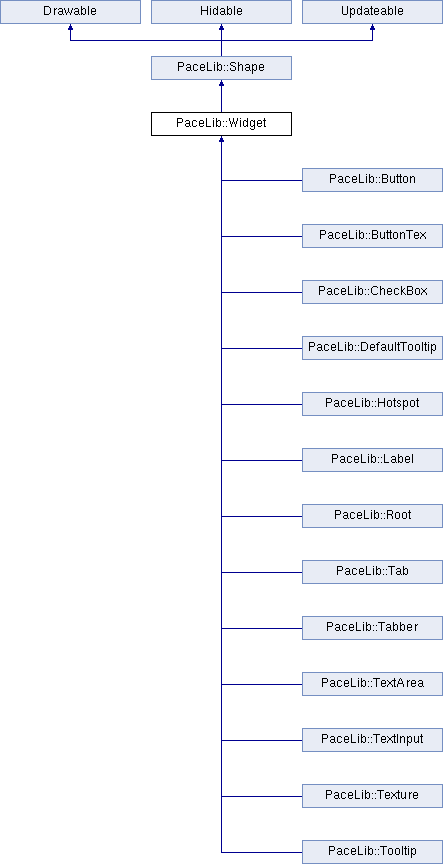 Drawable
Hidable
Updateable
PaceLib::Shape
PaceLib::Widget
PaceLib::Button
PaceLib::ButtonTex
PaceLib::CheckBox
PaceLib::DefaultTooltip
PaceLib::Hotspot
PaceLib::Label
PaceLib::Root
PaceLib::Tab
PaceLib::Tabber
PaceLib::TextArea
PaceLib::TextInput
PaceLib::Texture
PaceLib::Tooltip